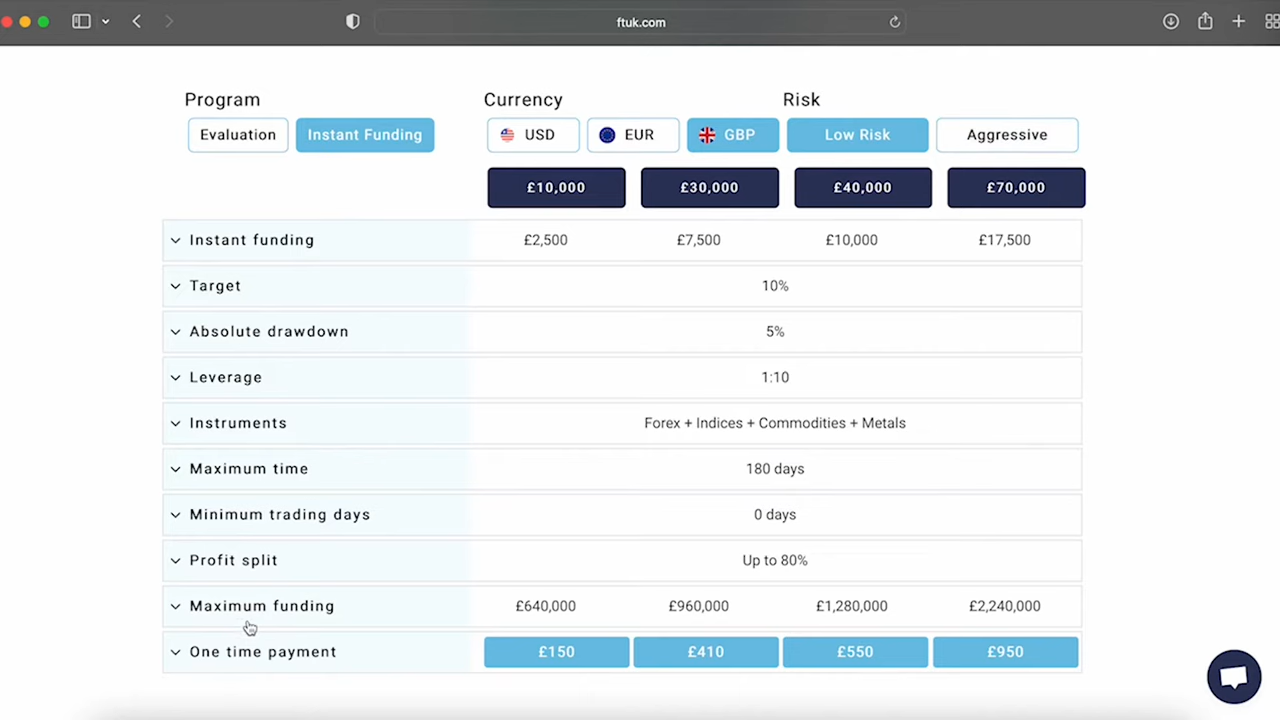 ftuk.com
Program
Currency
Risk
Evaluation
Instant Funding
USD
EUR
GBP
Low Risk
Aggressive
£10,000
£30,000
£40,000
£70,000
Instant funding
£2,500
£7,500
£10,000
£17,500
Target
10%
Absolute drawdown
5%
Leverage
1:10
Instruments
Forex + Indices + Commodities + Metals
Maximum time
180 days
Minimum trading days
0 days
Profit split
Up to 80%
Maximum funding
£640,000
£960,000
£1,280,000
£2,240,000
One time payment
£150
£410
£550
£950